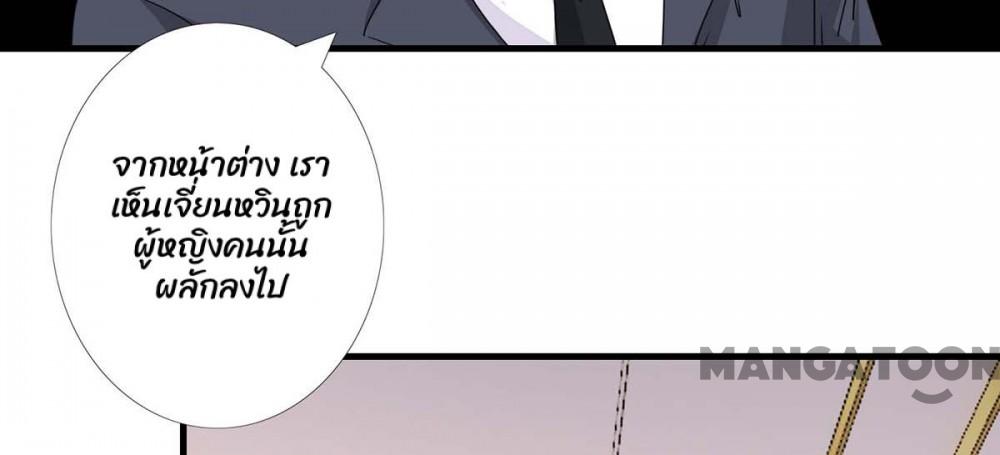 จากหน้าต่าง เรา
เห็นเจี่ยนหวินถูก
ผู้หญิงคนนั้น
ผลักลงไป
MANGATOON